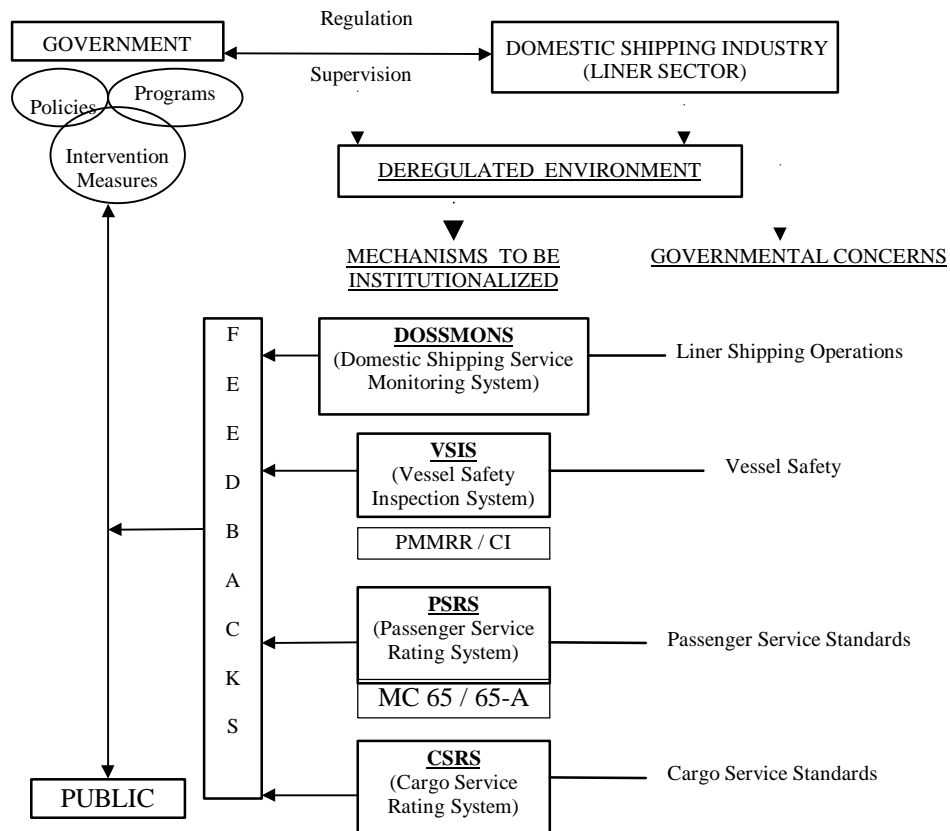 Regulation
GOVERNMENT
DOMESTIC SHIPPING INDUSTRY
(LINER SECTOR)
Supervision
Policies
Programs
Intervention
Measures
DEREGULATED ENVIRONMENT
MECHANISMS TO BE
INSTITUTIONALIZED
GOVERNMENTAL CONCERNS
F
E
E
D
B
A
C
K
S
DOSSMONS
(Domestic Shipping Service
Monitoring System)
Liner Shipping Operations
VSIS
(Vessel Safety
Inspection System)
Vessel Safety
PMMRR / CI
PSRS
(Passenger Service
Rating System)
Passenger Service Standards
MC 65 / 65-A
CSRS
(Cargo Service
Rating System)
Cargo Service Standards
PUBLIC